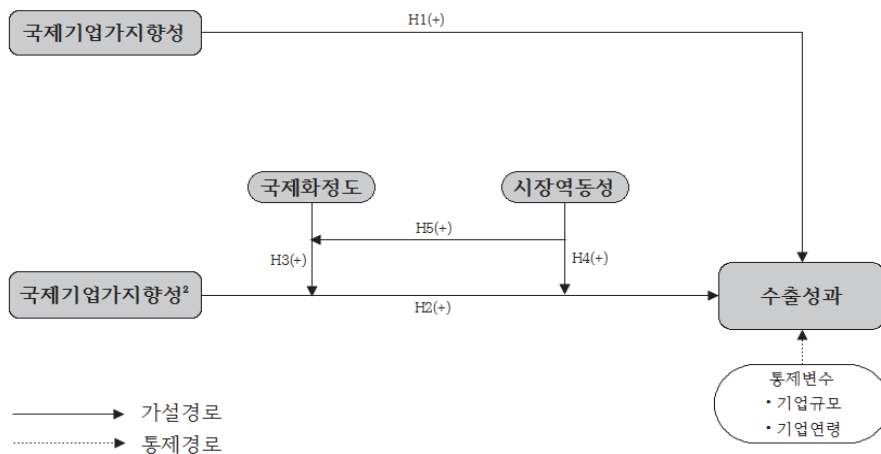 H1(+)
국제기업가지향성
국제화정도
시장역동성
H5(+)
H3(+)
H4(+)
국제기업가지향성²
수출성과
H2(+)
통제변수
• 기업규모
• 기업연령
가설경로
통제경로